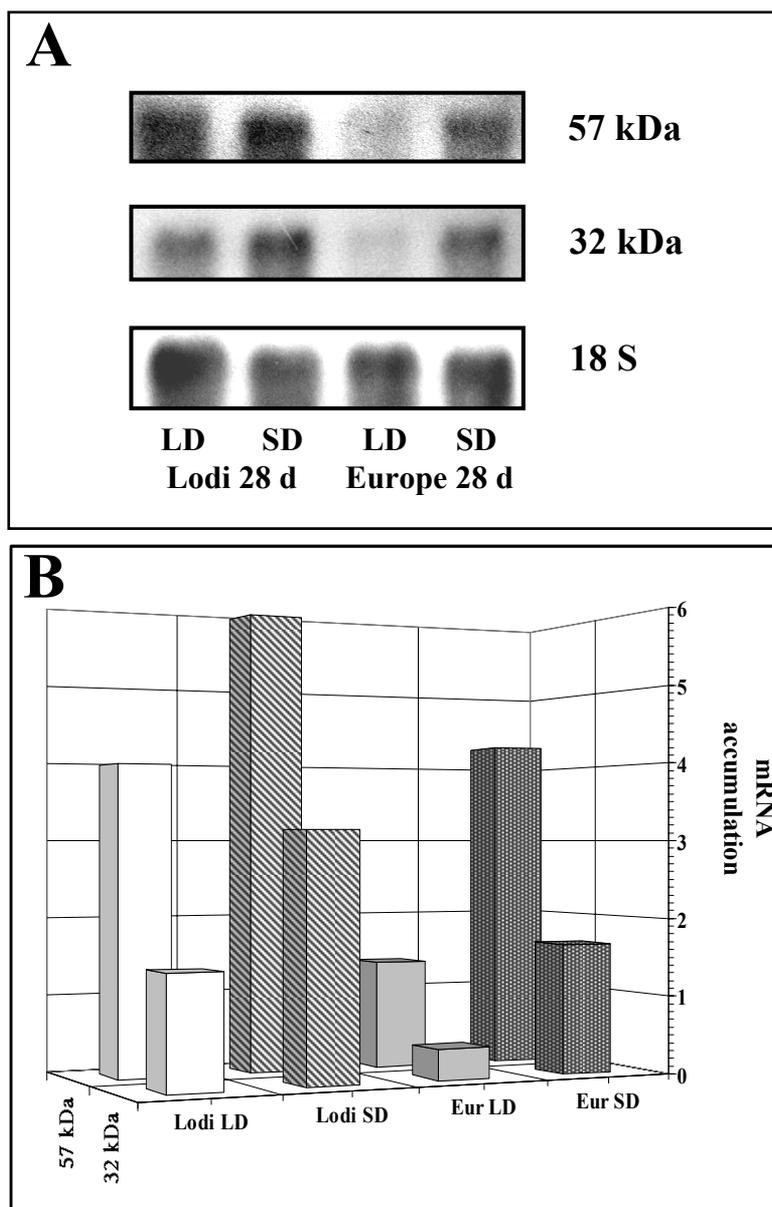 A
57 kDa
32 kDa
18 S
LD SD LD SD
Lodi 28 d Europe 28 d
B
6
5
4
3
2
1
0
mRNA
accumulation
57 kDa
32 kDa
Lodi LD
Lodi SD
Eur LD
Eur SD